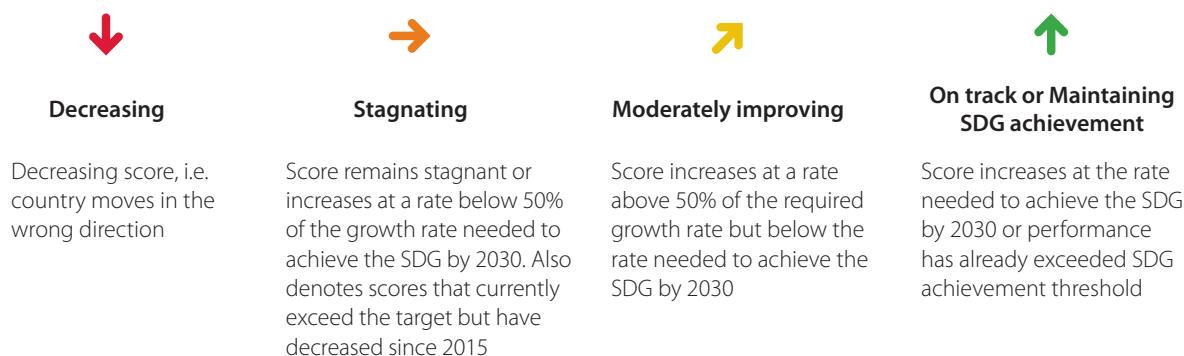 Decreasing
Decreasing score, i.e.
country moves in the
wrong direction
Stagnating
Score remains stagnant or
increases at a rate below 50%
of the growth rate needed to
achieve the SDG by 2030. Also
denotes scores that currently
exceed the target but have
decreased since 2015
Moderately improving
Score increases at a rate
above 50% of the required
growth rate but below the
rate needed to achieve the
SDG by 2030
On track or Maintaining
SDG achievement
Score increases at the rate
needed to achieve the SDG
by 2030 or performance
has already exceeded SDG
achievement threshold